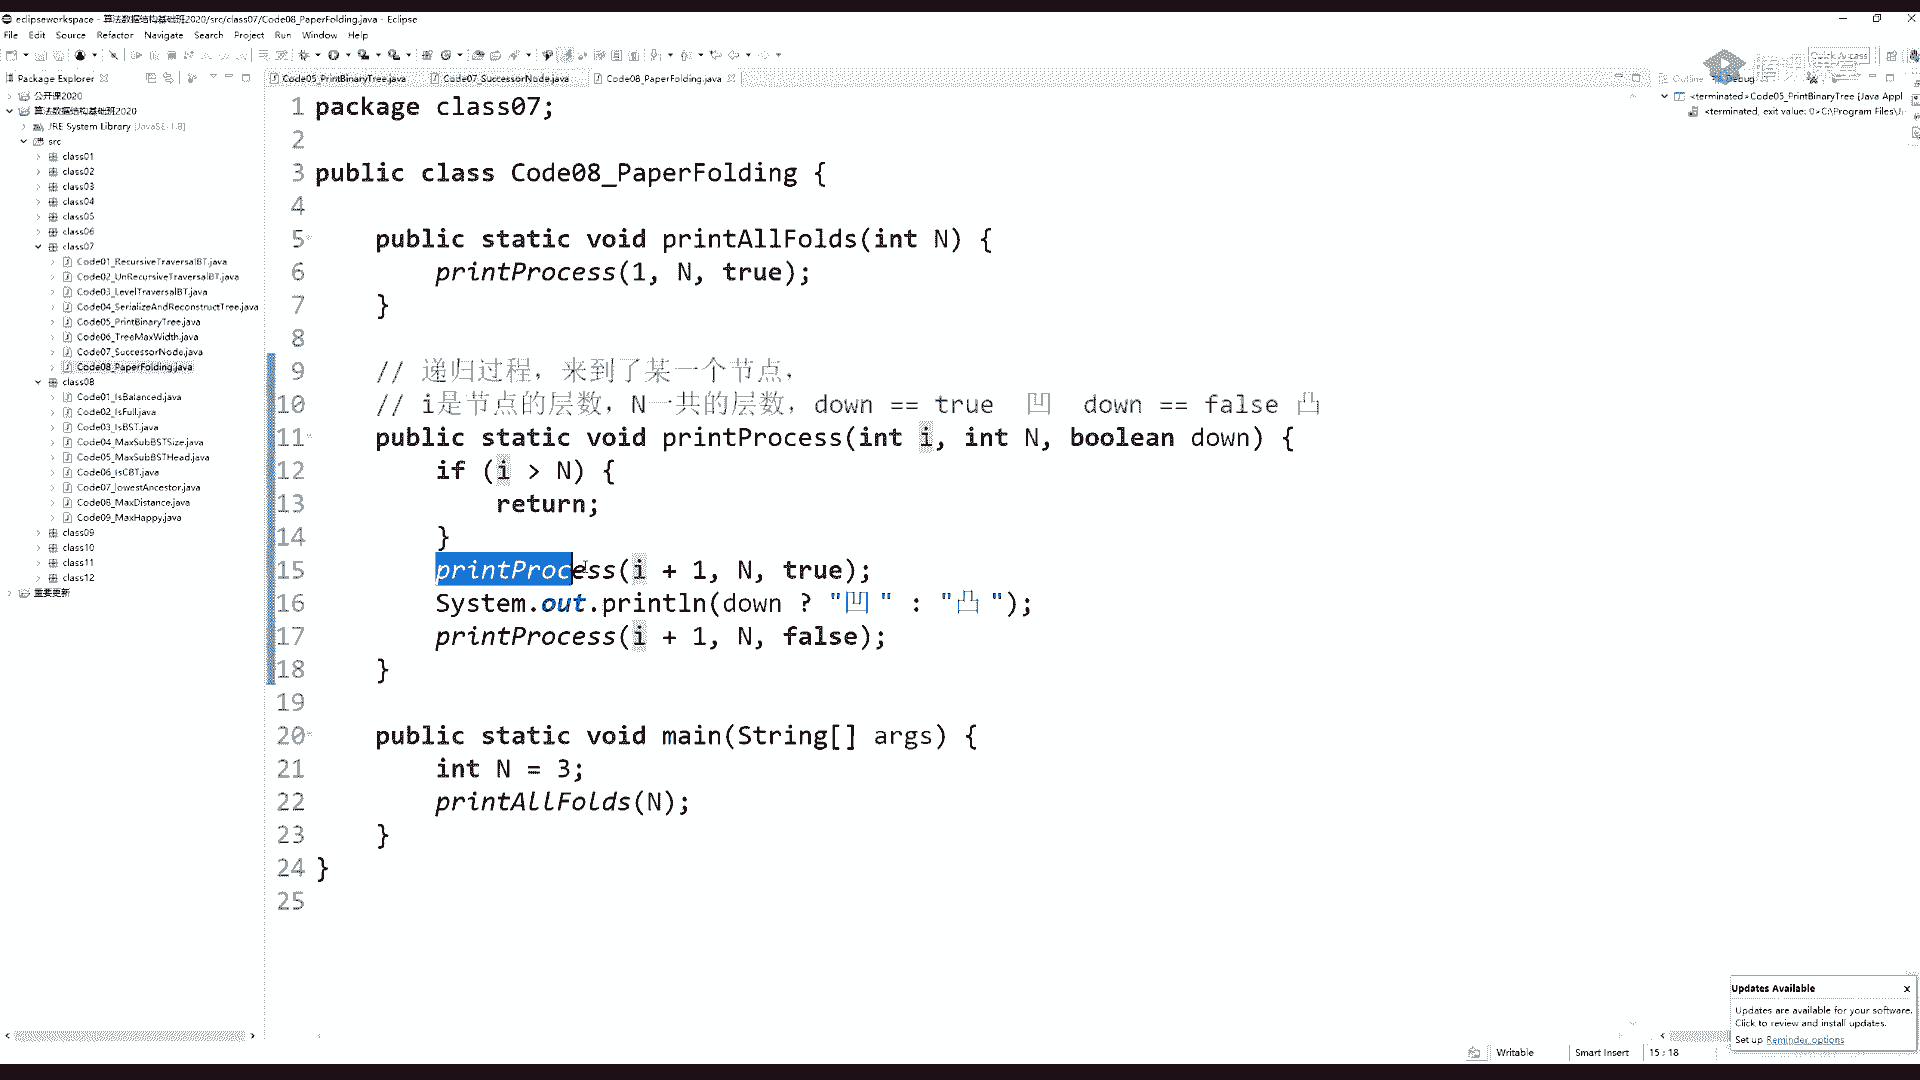 eclipseworkspace - 算法数据结构基础班2020/src/class07/Code08_PaperFolding.java - Eclipse
File Edit Source Refactor Navigate Search Project Run Window Help
Package Explorer
Code05_PrintBinaryTree.java Code07_SuccessorNode.java Code08_PaperFolding.java
Outline Debug
公开课2020
算法数据结构基础班2020
JRE System Library [JavaSE-1.8]
src
class01
class02
class03
class04
class05
class06
class07
Code01_RecursiveTraversalBT.java
Code02_UnRecursiveTraversalBT.java
Code03_LevelTraversalBT.java
Code04_SerializeAndReconstructTree.java
Code05_PrintBinaryTree.java
Code06_TreeMaxWidth.java
Code07_SuccessorNode.java
Code08_PaperFolding.java
class08
Code01_IsBalanced.java
Code02_IsFull.java
Code03_IsBST.java
Code04_MaxSubBSTSize.java
Code05_MaxSubBSTHead.java
Code06_IsCBT.java
Code07_lowestAncestor.java
Code08_MaxDistance.java
Code09_MaxHappy.java
class09
class10
class11
class12
重要更新
1 package class07;
2
3 public class Code08_PaperFolding {
4
5 public static void printAllFolds(int N) {
6 printProcess(1, N, true);
7 }
8
9 // 递归过程，来到了某一个节点，
10 // i是节点的层数，N一共的层数，down == true 凹 down == false 凸
11 public static void printProcess(int i, int N, boolean down) {
12 if (i > N) {
13 return;
14 }
15 printProcess(i + 1, N, true);
16 System.out.println(down ? "凹 " : "凸 ");
17 printProcess(i + 1, N, false);
18 }
19
20 public static void main(String[] args) {
21 int N = 3;
22 printAllFolds(N);
23 }
24 }
25
<terminated>Code05_PrintBinaryTree [Java Appl
<terminated, exit value: 0>C:\Program Files\J
Updates Available
Updates are available for your software.
Click to review and install updates.
Set up Reminder options
Writable Smart Insert 15 : 18